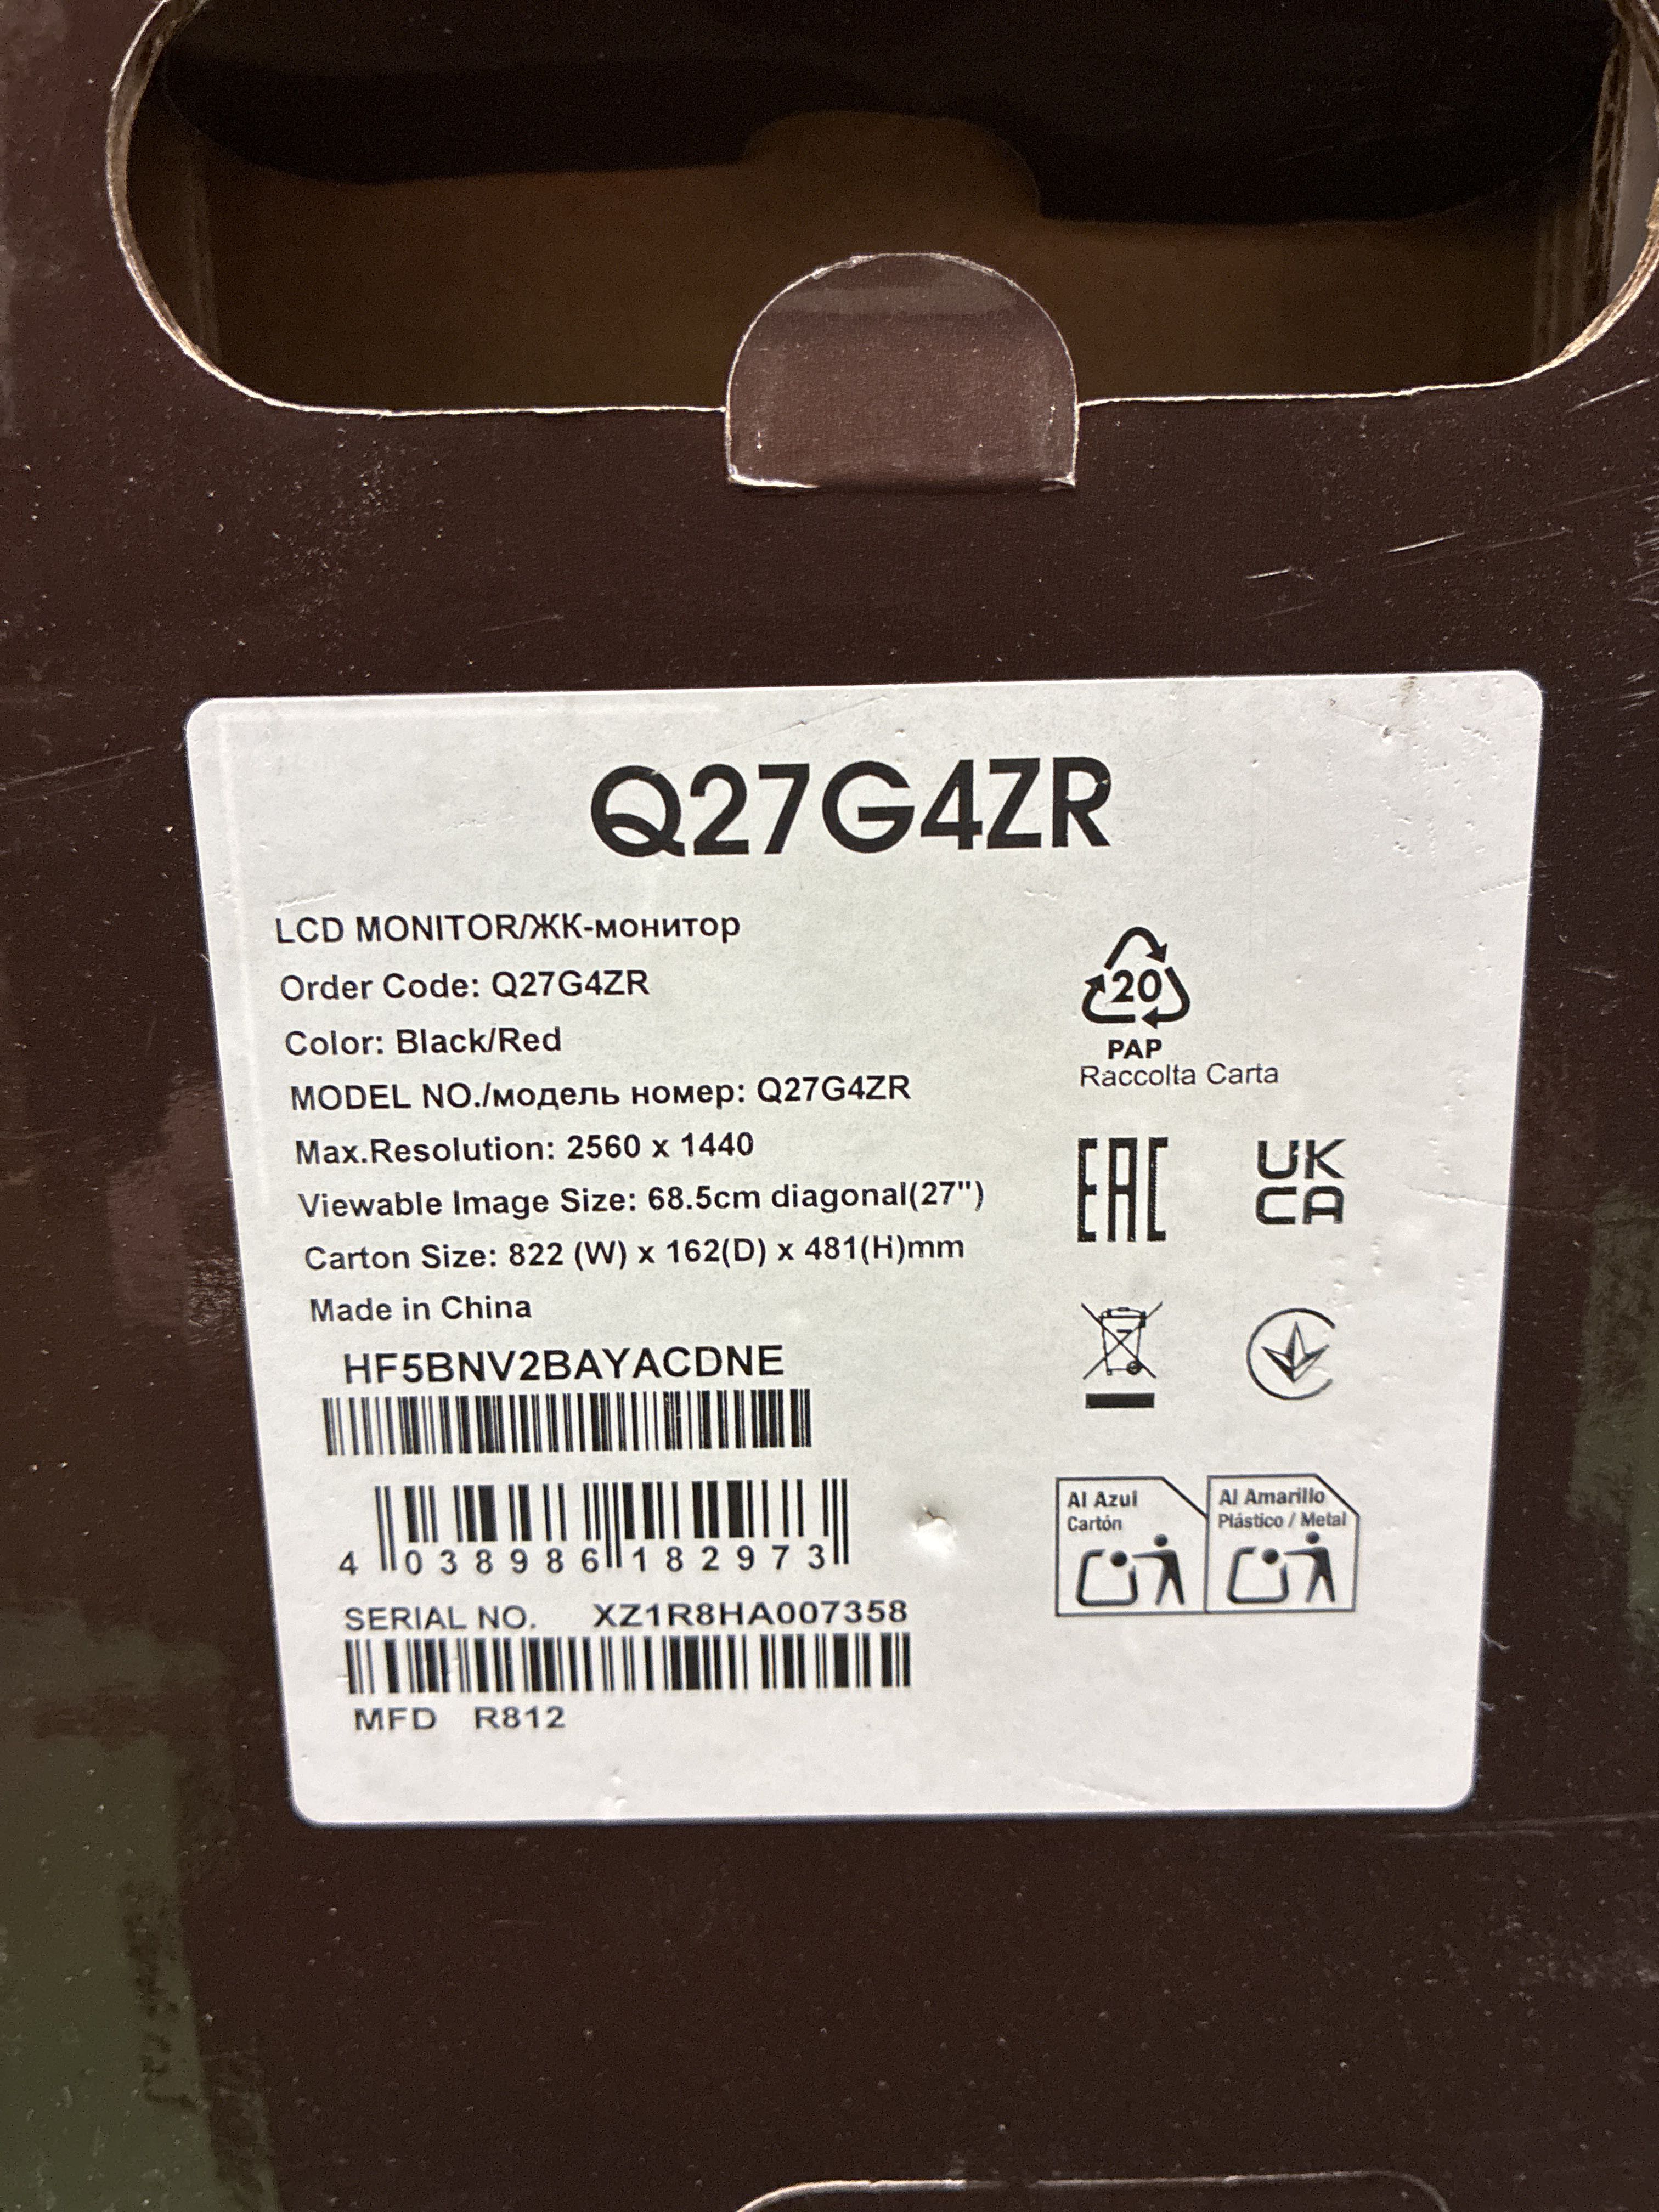 Q27G4ZR
LCD MONITOR/ЖК-монитор
Order Code: Q27G4ZR
Color: Black/Red
MODEL NO./модель номер: Q27G4ZR
Max.Resolution: 2560 x 1440
Viewable Image Size: 68.5cm diagonal(27")
Carton Size: 822 (W) x 162(D) x 481(H)mm
Made in China
HF5BNV2BAYACDNE
4 038986 182973
SERIAL NO. XZ1R8HA007358
MFD R812
20
PAP
Raccolta Carta
EAC
UK
CA
Al Azul
Cartón
Al Amarillo
Plástico / Metal